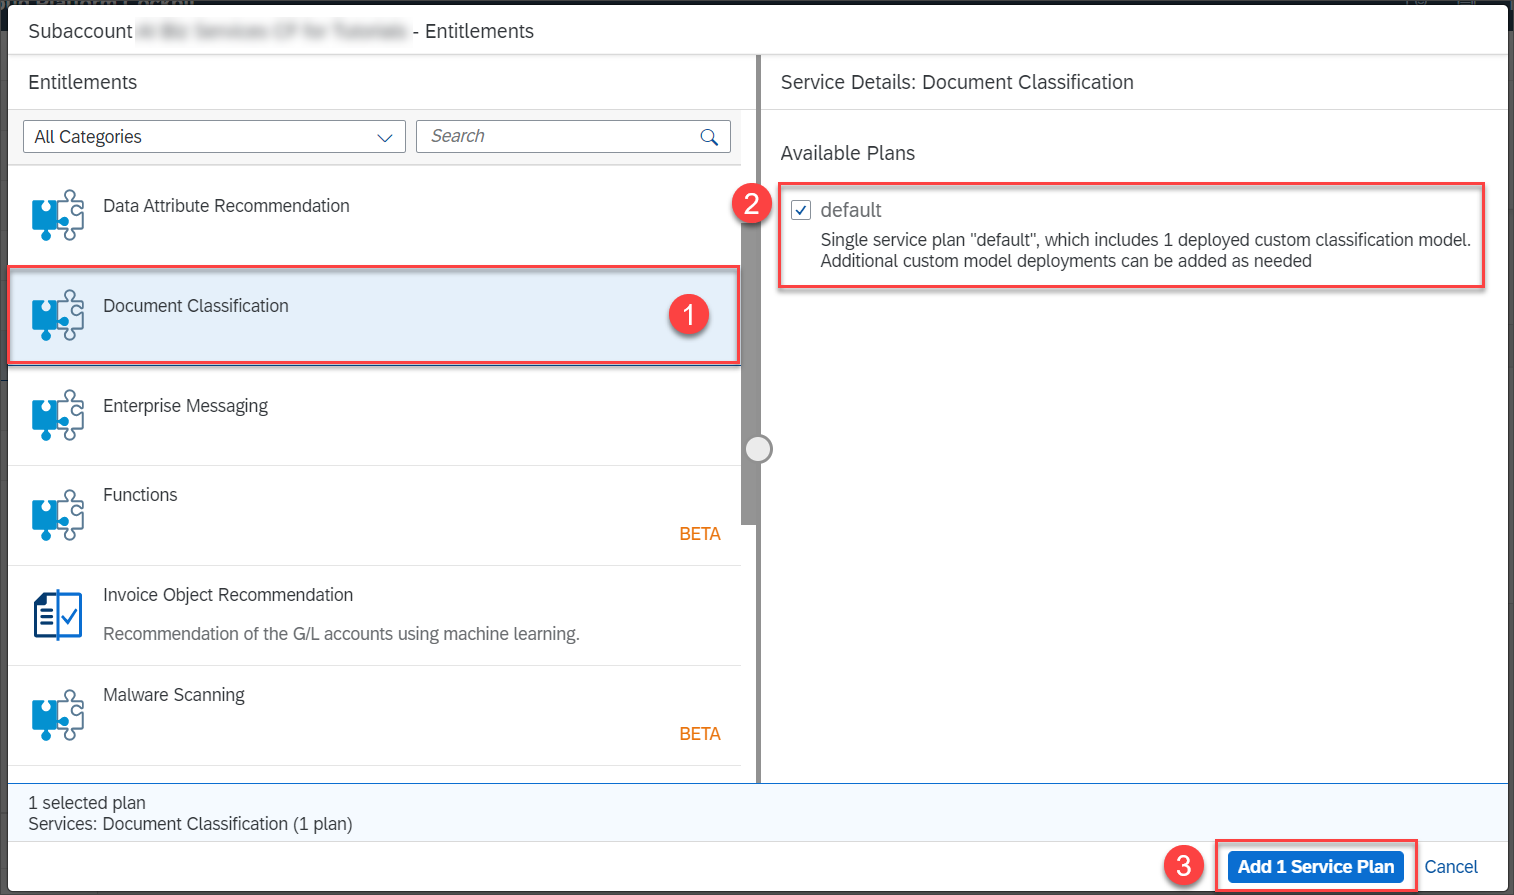 Subaccount - Entitlements
Entitlements
Service Details: Document Classification
All Categories
Search
Available Plans
Data Attribute Recommendation
2
default
Single service plan "default", which includes 1 deployed custom classification model.
Additional custom model deployments can be added as needed
Document Classification
1
Enterprise Messaging
Functions
BETA
Invoice Object Recommendation
Recommendation of the G/L accounts using machine learning.
Malware Scanning
BETA
1 selected plan
Services: Document Classification (1 plan)
3
Add 1 Service Plan
Cancel